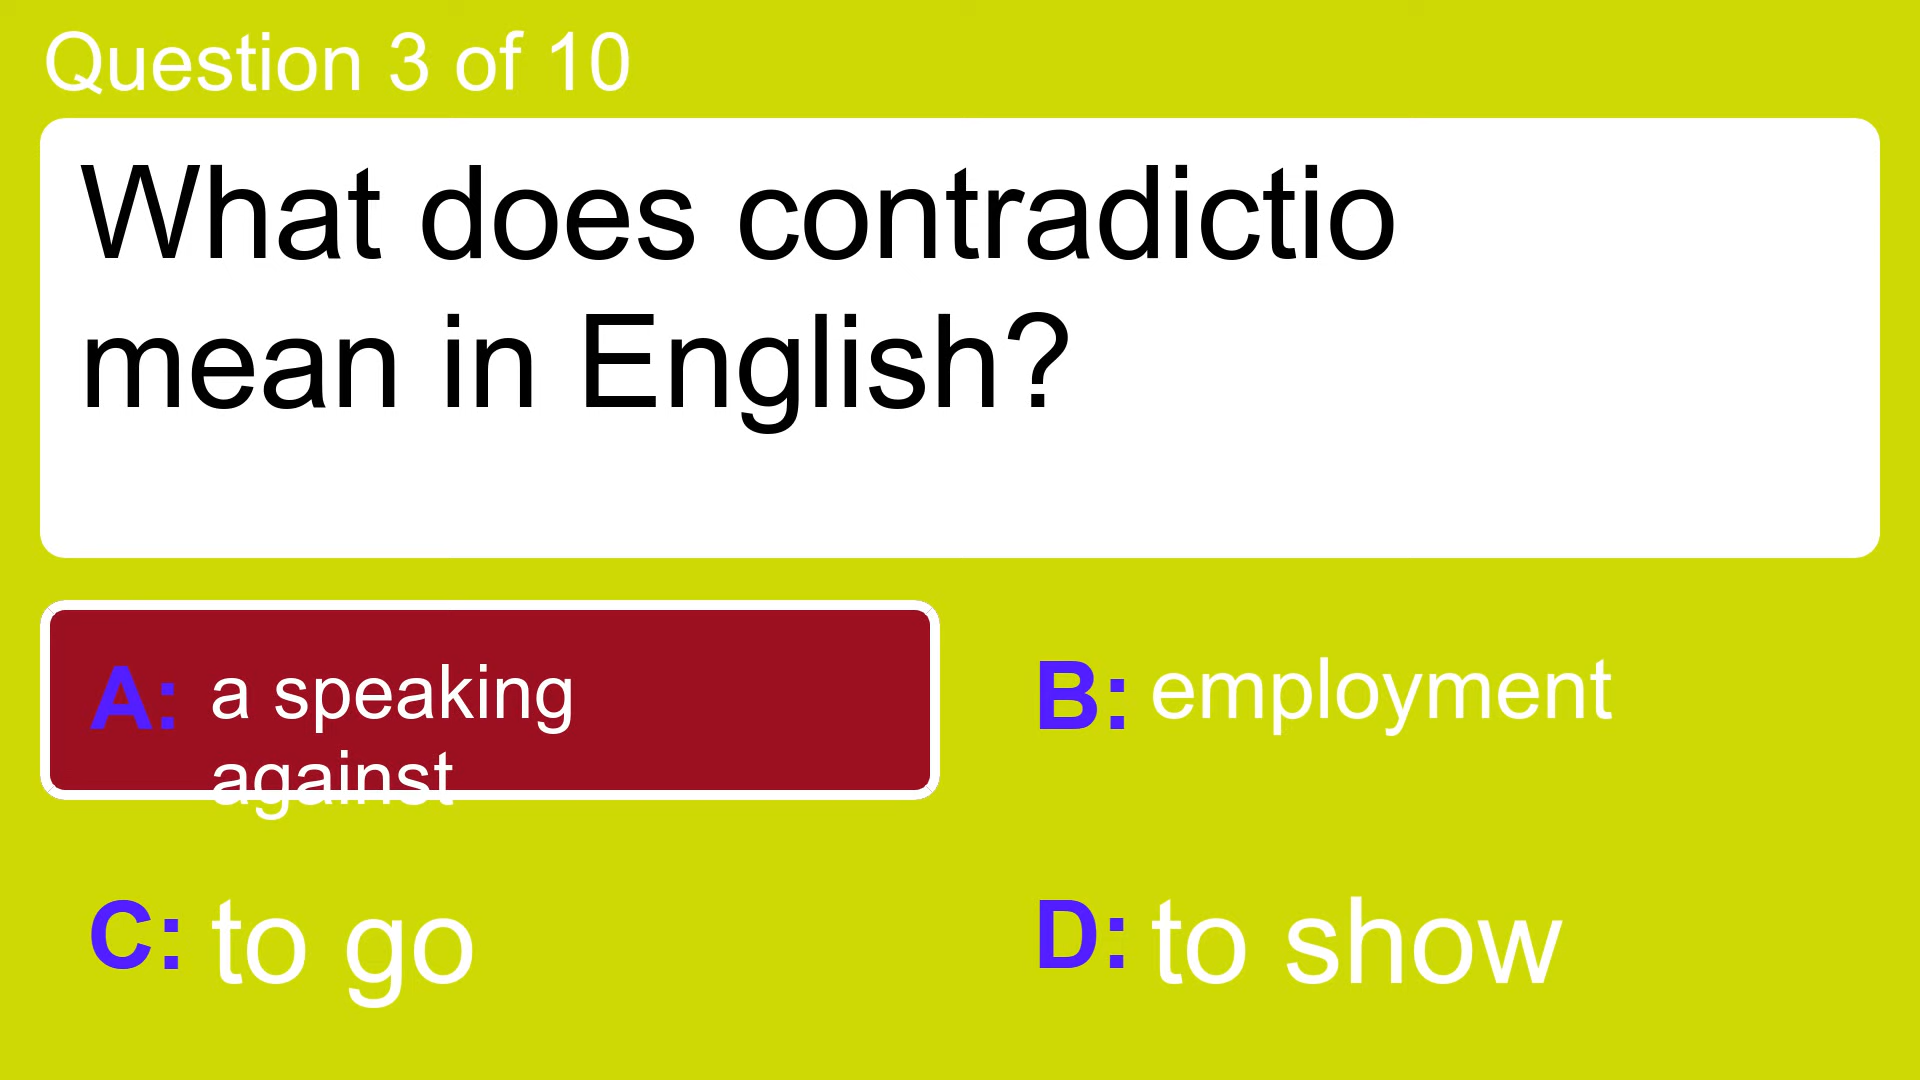 Question 3 of 10
What does contradictio
mean in English?
A: a speaking
against
B: employment
C: to go
D: to show